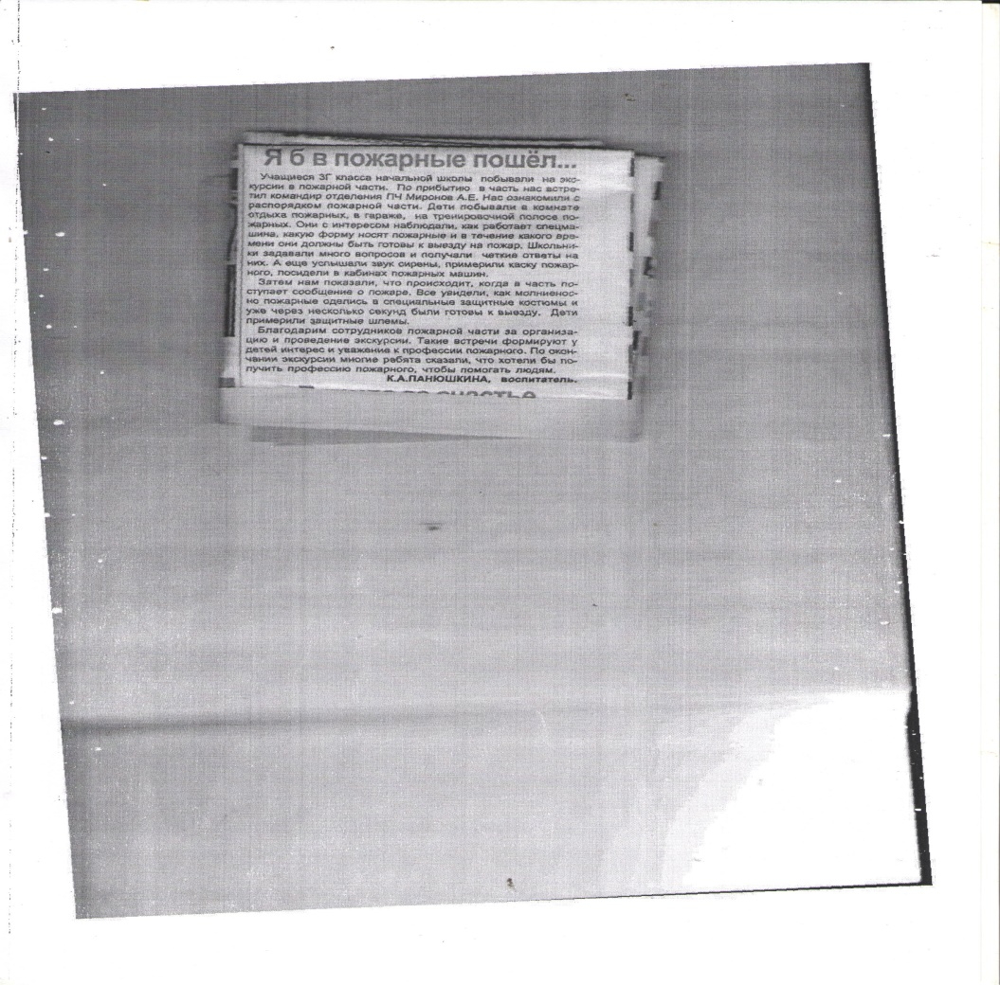 Я б в пожарные пошёл...
Учащиеся 3Г класса начальной школы побывали на экс-
курсии в пожарной части. По прибытию в часть нас встре-
тил командир отделения ПЧ Миронов А.Е. Нас ознакомили с
распорядком пожарной части. Дети побывали в комнате
отдыха пожарных, в гараже, на тренировочной полосе по-
жарных. Они с интересом наблюдали, как работает спецма-
шина, какую форму носят пожарные и в течение какого вре-
мени они должны быть готовы к выезду на пожар. Школьни-
ки задавали много вопросов и получали четкие ответы на
них. А еще услышали звук сирены, примерили каску пожар-
ного, посидели в кабинах пожарных машин.
Затем нам показали, что происходит, когда в часть по-
ступает сообщение о пожаре. Все увидели, как молниенос-
но пожарные оделись в специальные защитные костюмы и
уже через несколько секунд были готовы к выезду. Дети
примерили защитные шлемы.
Благодарим сотрудников пожарной части за организа-
цию и проведение экскурсии. Такие встречи формируют у
детей интерес и уважение к профессии пожарного. По окон-
чании экскурсии многие ребята сказали, что хотели бы по-
лучить профессию пожарного, чтобы помогать людям.
К.А.ПАНЮШКИНА, воспитатель.